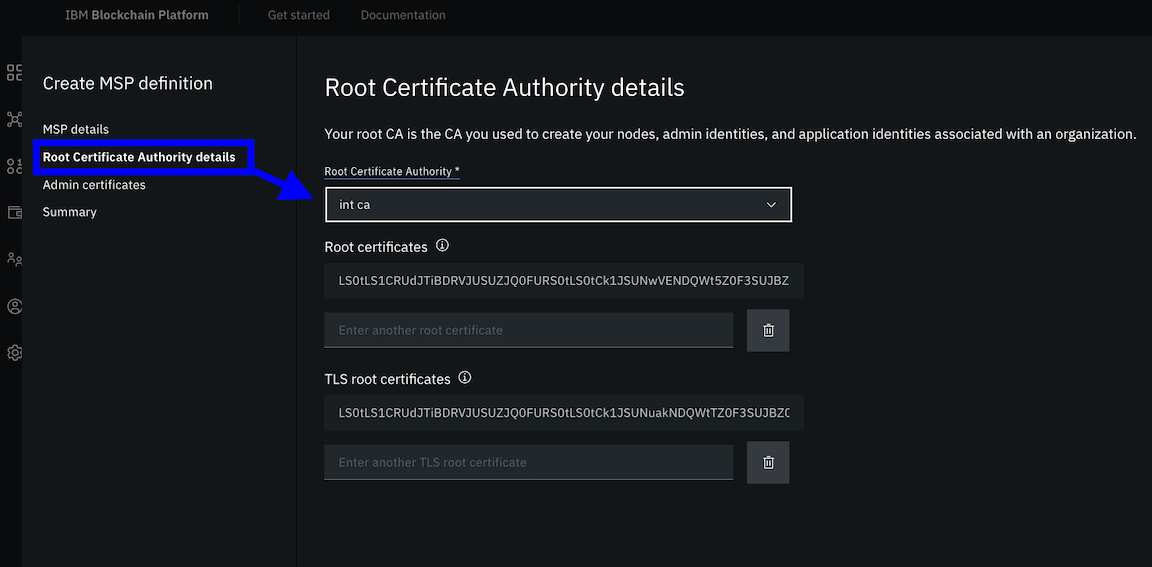 IBM Blockchain Platform
Get started
Documentation
Create MSP definition
MSP details
Root Certificate Authority details
Admin certificates
Summary
Root Certificate Authority details
Your root CA is the CA you used to create your nodes, admin identities, and application identities associated with an organization.
Root Certificate Authority *
int ca
Root certificates
LS0tLS1CRUdJTiBDRVJUSUZJQ0FURS0tLS0tCk1JSUNwVENDQWt5Z0F3SUJBZ
Enter another root certificate
TLS root certificates
LS0tLS1CRUdJTiBDRVJUSUZJQ0FURS0tLS0tCk1JSUNuakNDQWtTZ0F3SUJBZ0
Enter another TLS root certificate